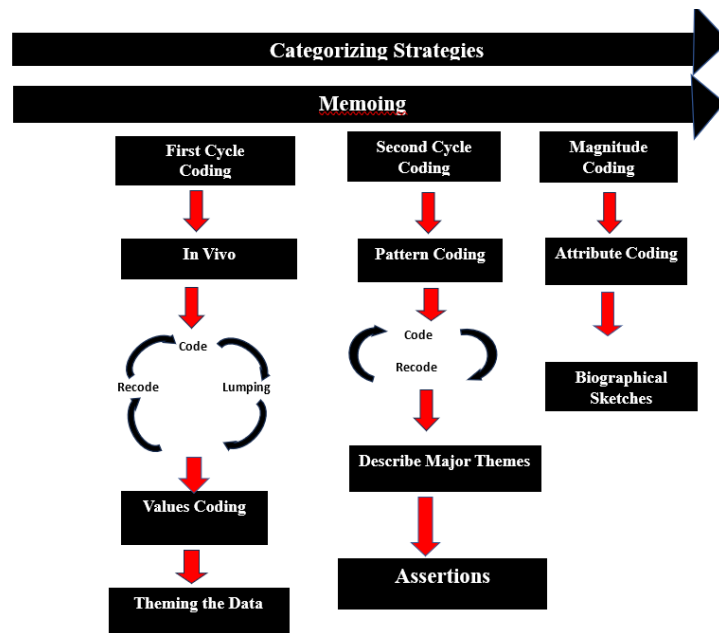 Categorizing Strategies
Memoing
First Cycle
Coding
In Vivo
Code
Recode
Lumping
Values Coding
Theming the Data
Second Cycle
Coding
Pattern Coding
Code
Recode
Describe Major Themes
Assertions
Magnitude
Coding
Attribute Coding
Biographical
Sketches